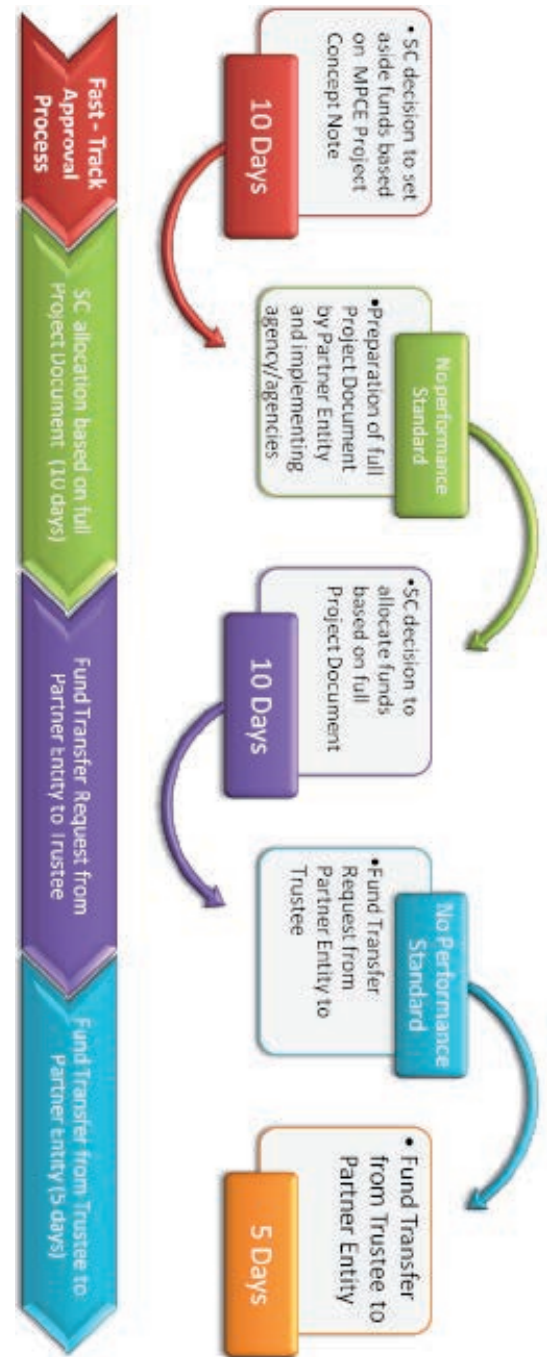 • SC decision to set
aside funds based
on MPCE Project
Concept Note
10 Days
No performance
Standard
•Preparation of full
Project Document
by Partner Entity
and implementing
agency/agencies
•SC decision to
allocate funds
based on full
Project Document
10 Days
No Performance
Standard
•Fund Transfer
Request from
Partner Entity to
Trustee
• Fund Transfer
from Trustee to
Partner Entity
5 Days
Fast - Track
Approval
Process
SC allocation based on full
Project Document (10 days)
Fund Transfer Request from
Partner Entity to Trustee
Fund Transfer from Trustee to
Partner Entity (5 days)